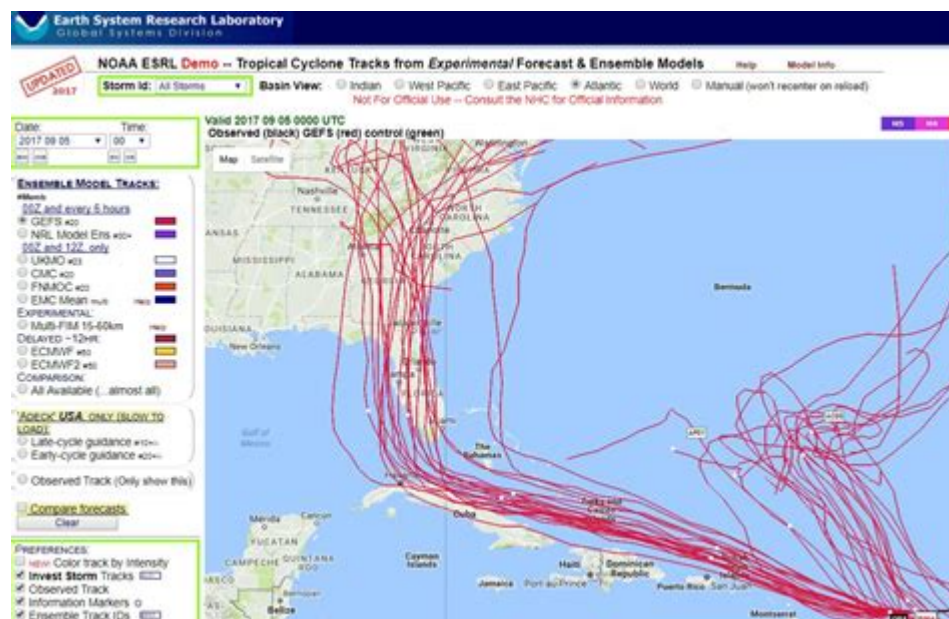 Earth System Research Laboratory
Global Systems Division
UPDATED
2017
NOAA ESRL Demo -- Tropical Cyclone Tracks from Experimental Forecast & Ensemble Models
Help
Model Info
Storm Id: All Storms
Basin View: Indian West Pacific East Pacific Atlantic World Manual (won't recenter on reload)
Not For Official Use -- Consult the NHC for Official Information
Date: Time:
2017 09 05 00
Valid 2017 09 05 0000 UTC
Observed (black) GEFS (red) control (green)
Map Satellite
ENSEMBLE MODEL TRACKS:
00Z and every 6 hours
GEFS #20
NRL Model Ens
00Z and 12Z only
UKMO
CMC #20
FNMOC #20
EMC Mean
EXPERIMENTAL:
Multi-FIM 15-60km
DELAYED ~12HR:
ECMWF #50
ECMWF2 #50
COMPARISON:
All Available (...almost all)
'ADECK' USA ONLY (SLOW TO
LOAD):
Late-cycle guidance
Early-cycle guidance
Observed Track (Only show this)
Compare forecasts
Clear
PREFERENCES:
NEW! Color track by Intensity
Invest Storm Tracks
Observed Track
Information Markers
Ensemble Track IDs
Washington
VIRGINIA
KENTUCKY
Nashville
TENNESSEE
NORTH
CAROLINA
MISSISSIPPI
ALABAMA
New Orleans
FLORIDA
Bermuda
Gulf of
Mexico
The
Bahamas
Cuba
Turks and
Caicos
Mérida
Cancun
YUCATAN
CAMPECHE
QUINTANA
ROO
Belize
Cayman
Islands
Jamaica
Haiti
Port-au-Prince
Dominican
Republic
Puerto Rico
San Juan
Montserrat